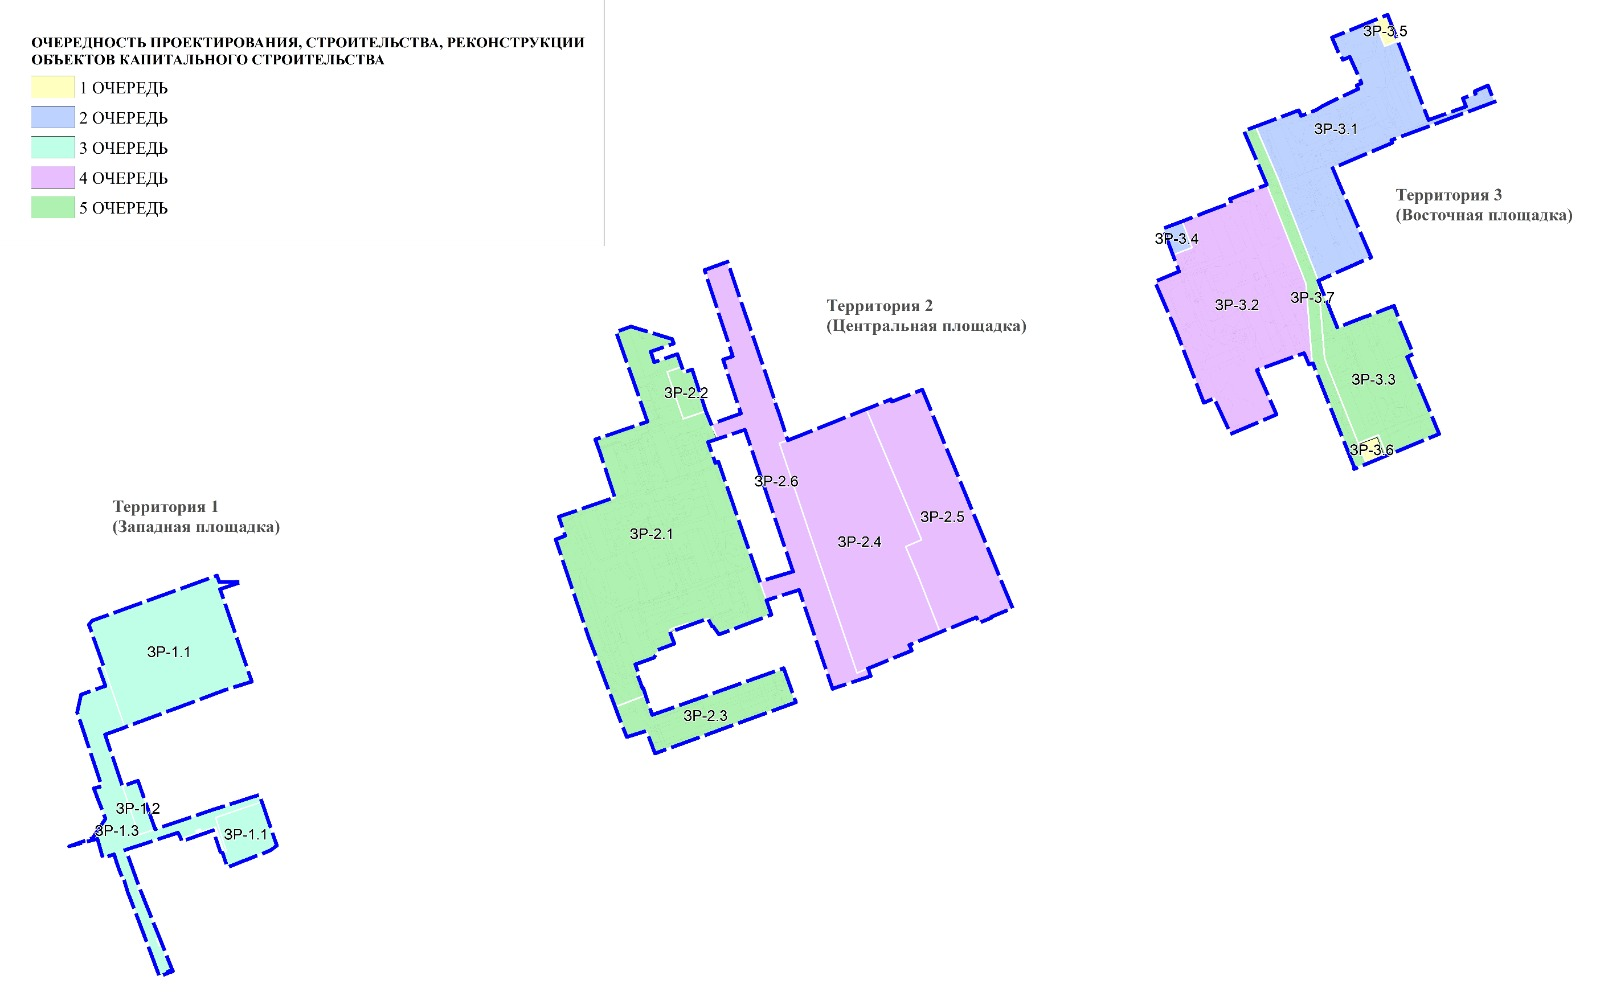 ОЧЕРЕДНОСТЬ ПРОЕКТИРОВАНИЯ, СТРОИТЕЛЬСТВА, РЕКОНСТРУКЦИИ
ОБЪЕКТОВ КАПИТАЛЬНОГО СТРОИТЕЛЬСТВА
1 ОЧЕРЕДЬ
2 ОЧЕРЕДЬ
3 ОЧЕРЕДЬ
4 ОЧЕРЕДЬ
5 ОЧЕРЕДЬ
Территория 1
(Западная площадка)
ЗР-1.1
ЗР-1.2
ЗР-1.3
ЗР-1.1
Территория 2
(Центральная площадка)
ЗР-2.2
ЗР-2.6
ЗР-2.5
ЗР-2.1
ЗР-2.4
ЗР-2.3
ЗР-3.5
ЗР-3.1
Территория 3
(Восточная площадка)
ЗР-3.4
ЗР-3.7
ЗР-3.2
ЗР-3.3
ЗР-3.6